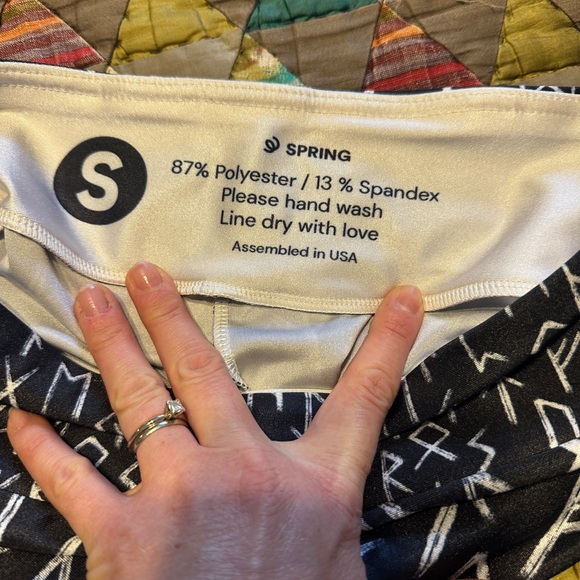 S
SPRING
87% Polyester / 13 % Spandex
Please hand wash
Line dry with love
Assembled in USA